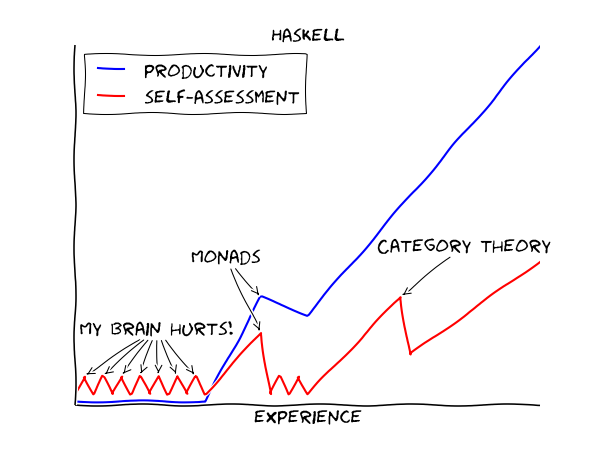 HASKELL
PRODUCTIVITY
SELF-ASSESSMENT
MONADS
CATEGORY THEORY
MY BRAIN HURTS!
EXPERIENCE